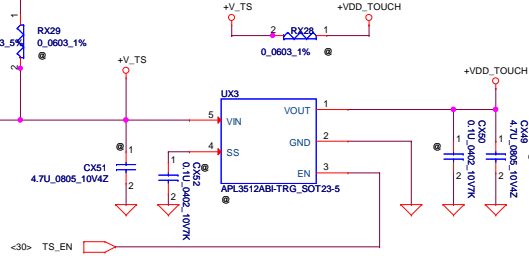 +V_TS
+VDD_TOUCH
RX29
3_5%
0_0603_1%
@
2
RX28
2
1
0_0603_1%
@
+V_TS
+VDD_TOUCH
UX3
5
VIN
VOUT
1
4
SS
GND
2
EN
3
APL3512ABI-TRG_SOT23-5
@
@
1
2
CX51
4.7U_0805_10V4Z
1
2
@
CX52
0.1U_0402_10V7K
@
1
2
CX50
0.1U_0402_10V7K
@
1
2
CX49
4.7U_0805_10V4Z
<30>
TS_EN